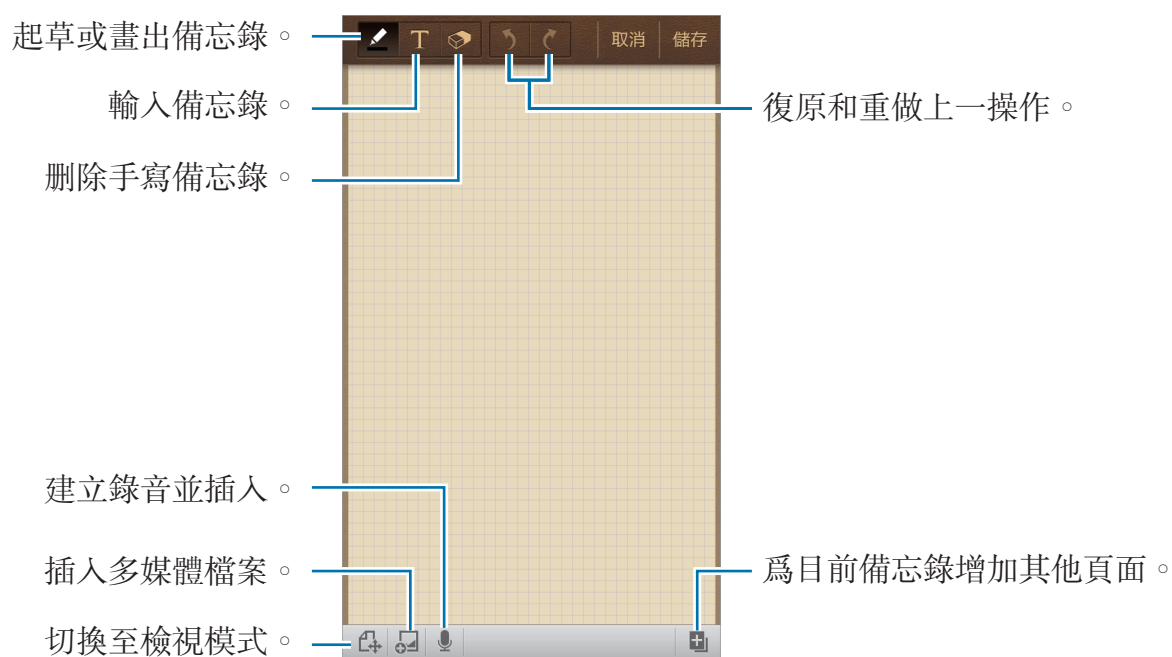 起草或畫出備忘錄。
T
取消
儲存
輸入備忘錄。
復原和重做上一操作。
刪除手寫備忘錄。
建立錄音並插入。
插入多媒體檔案。
爲目前備忘錄增加其他頁面。
切換至檢視模式。